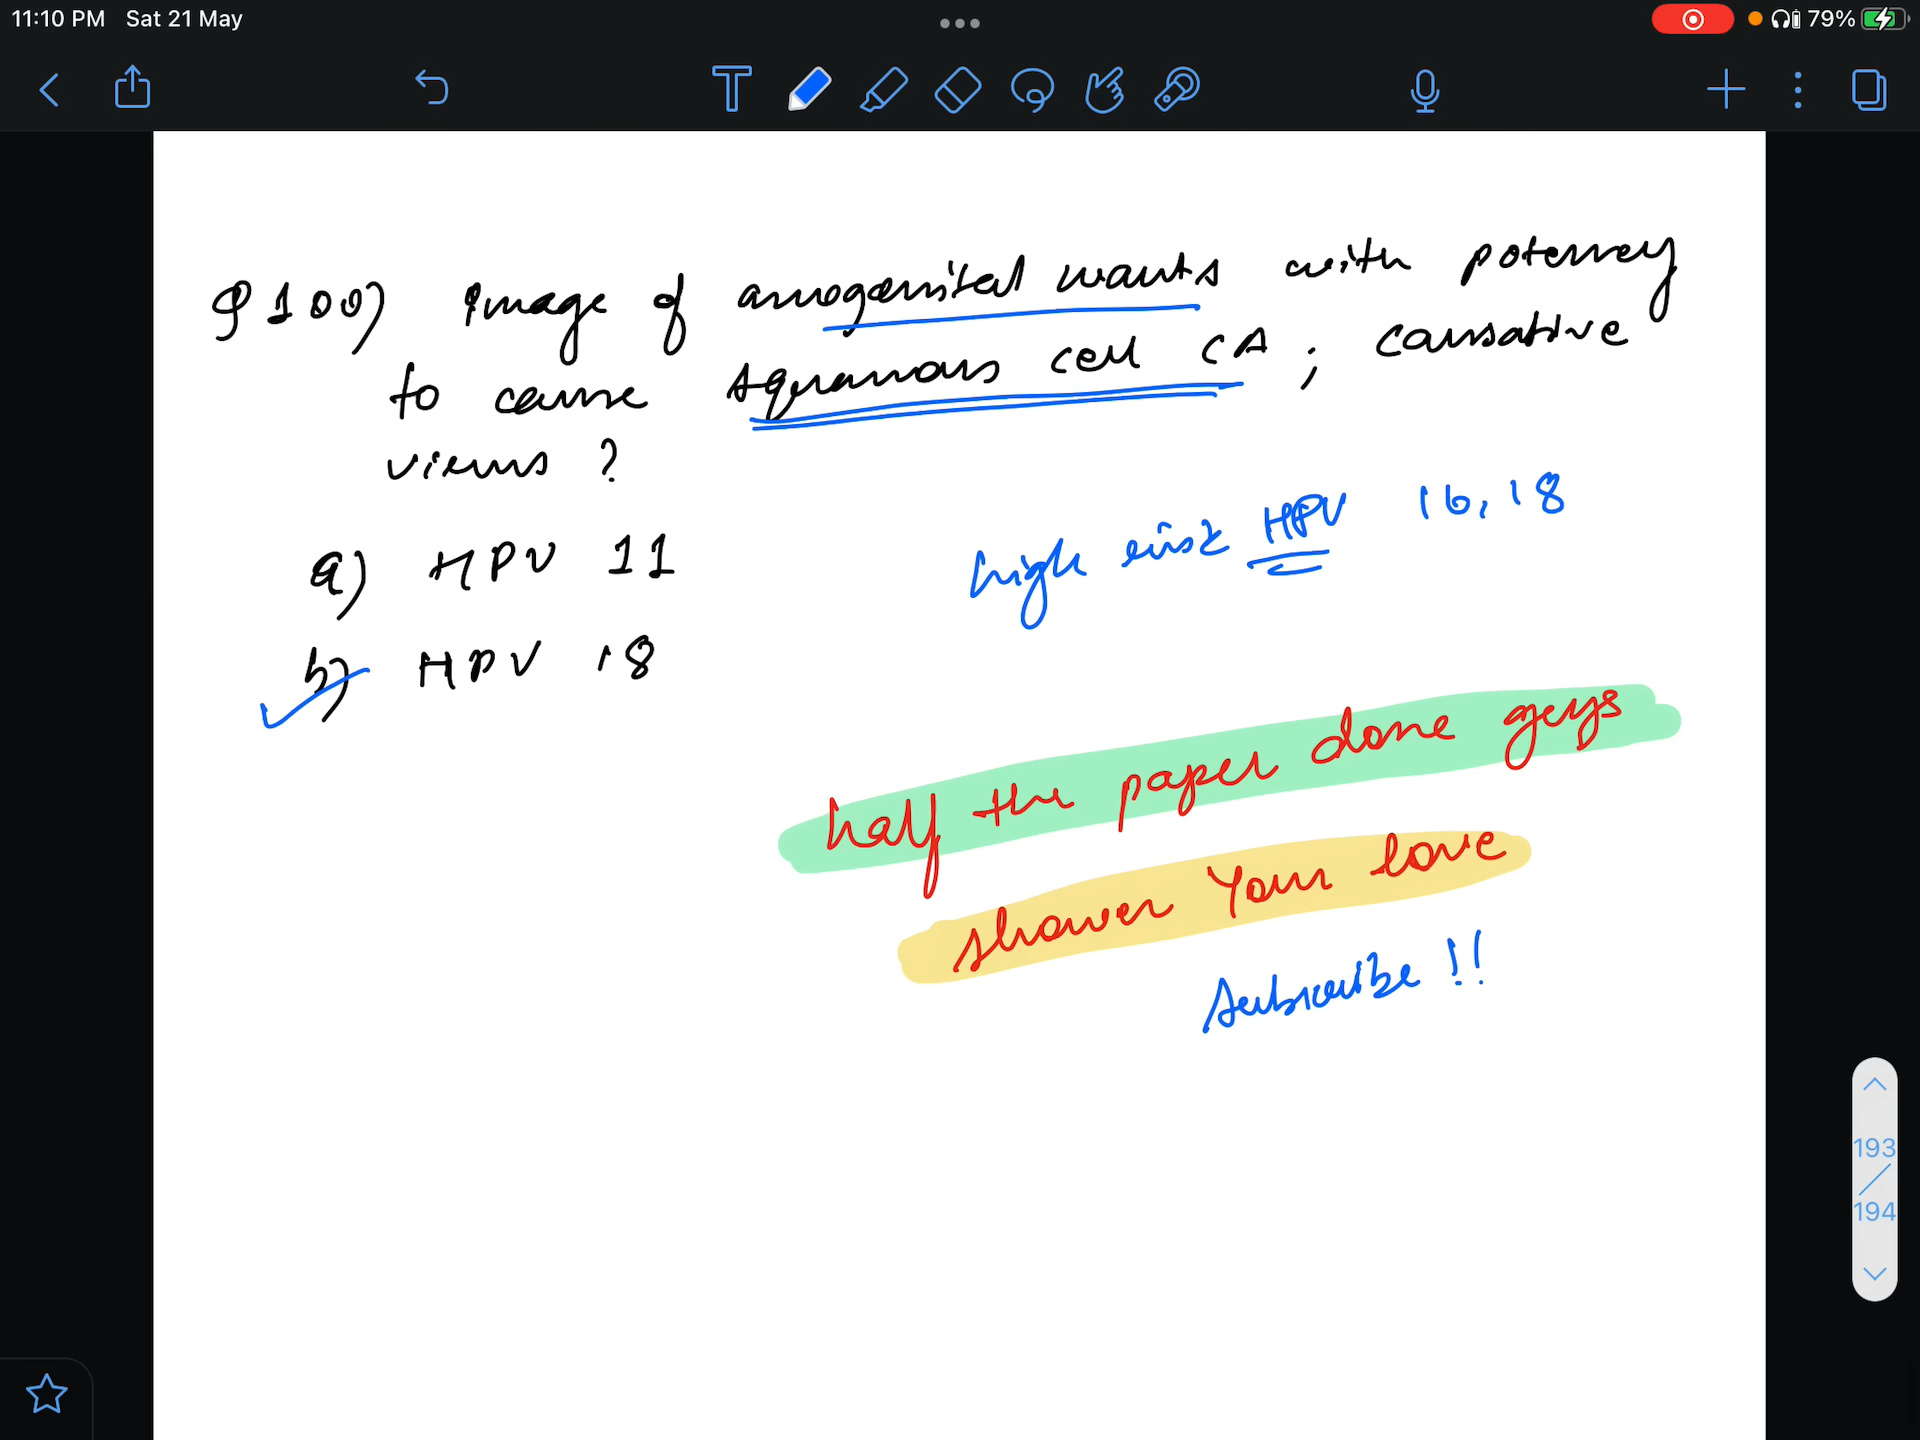 11:10 PM Sat 21 May
79%
Q 100) Image of anogenital warts with potency
to cause squamous cell CA ; causative
virus ?
a) HPV 11
high risk HPV 16, 18
b) HPV 18
half the paper done guys
shower Your love
Subscribe !!
193
194